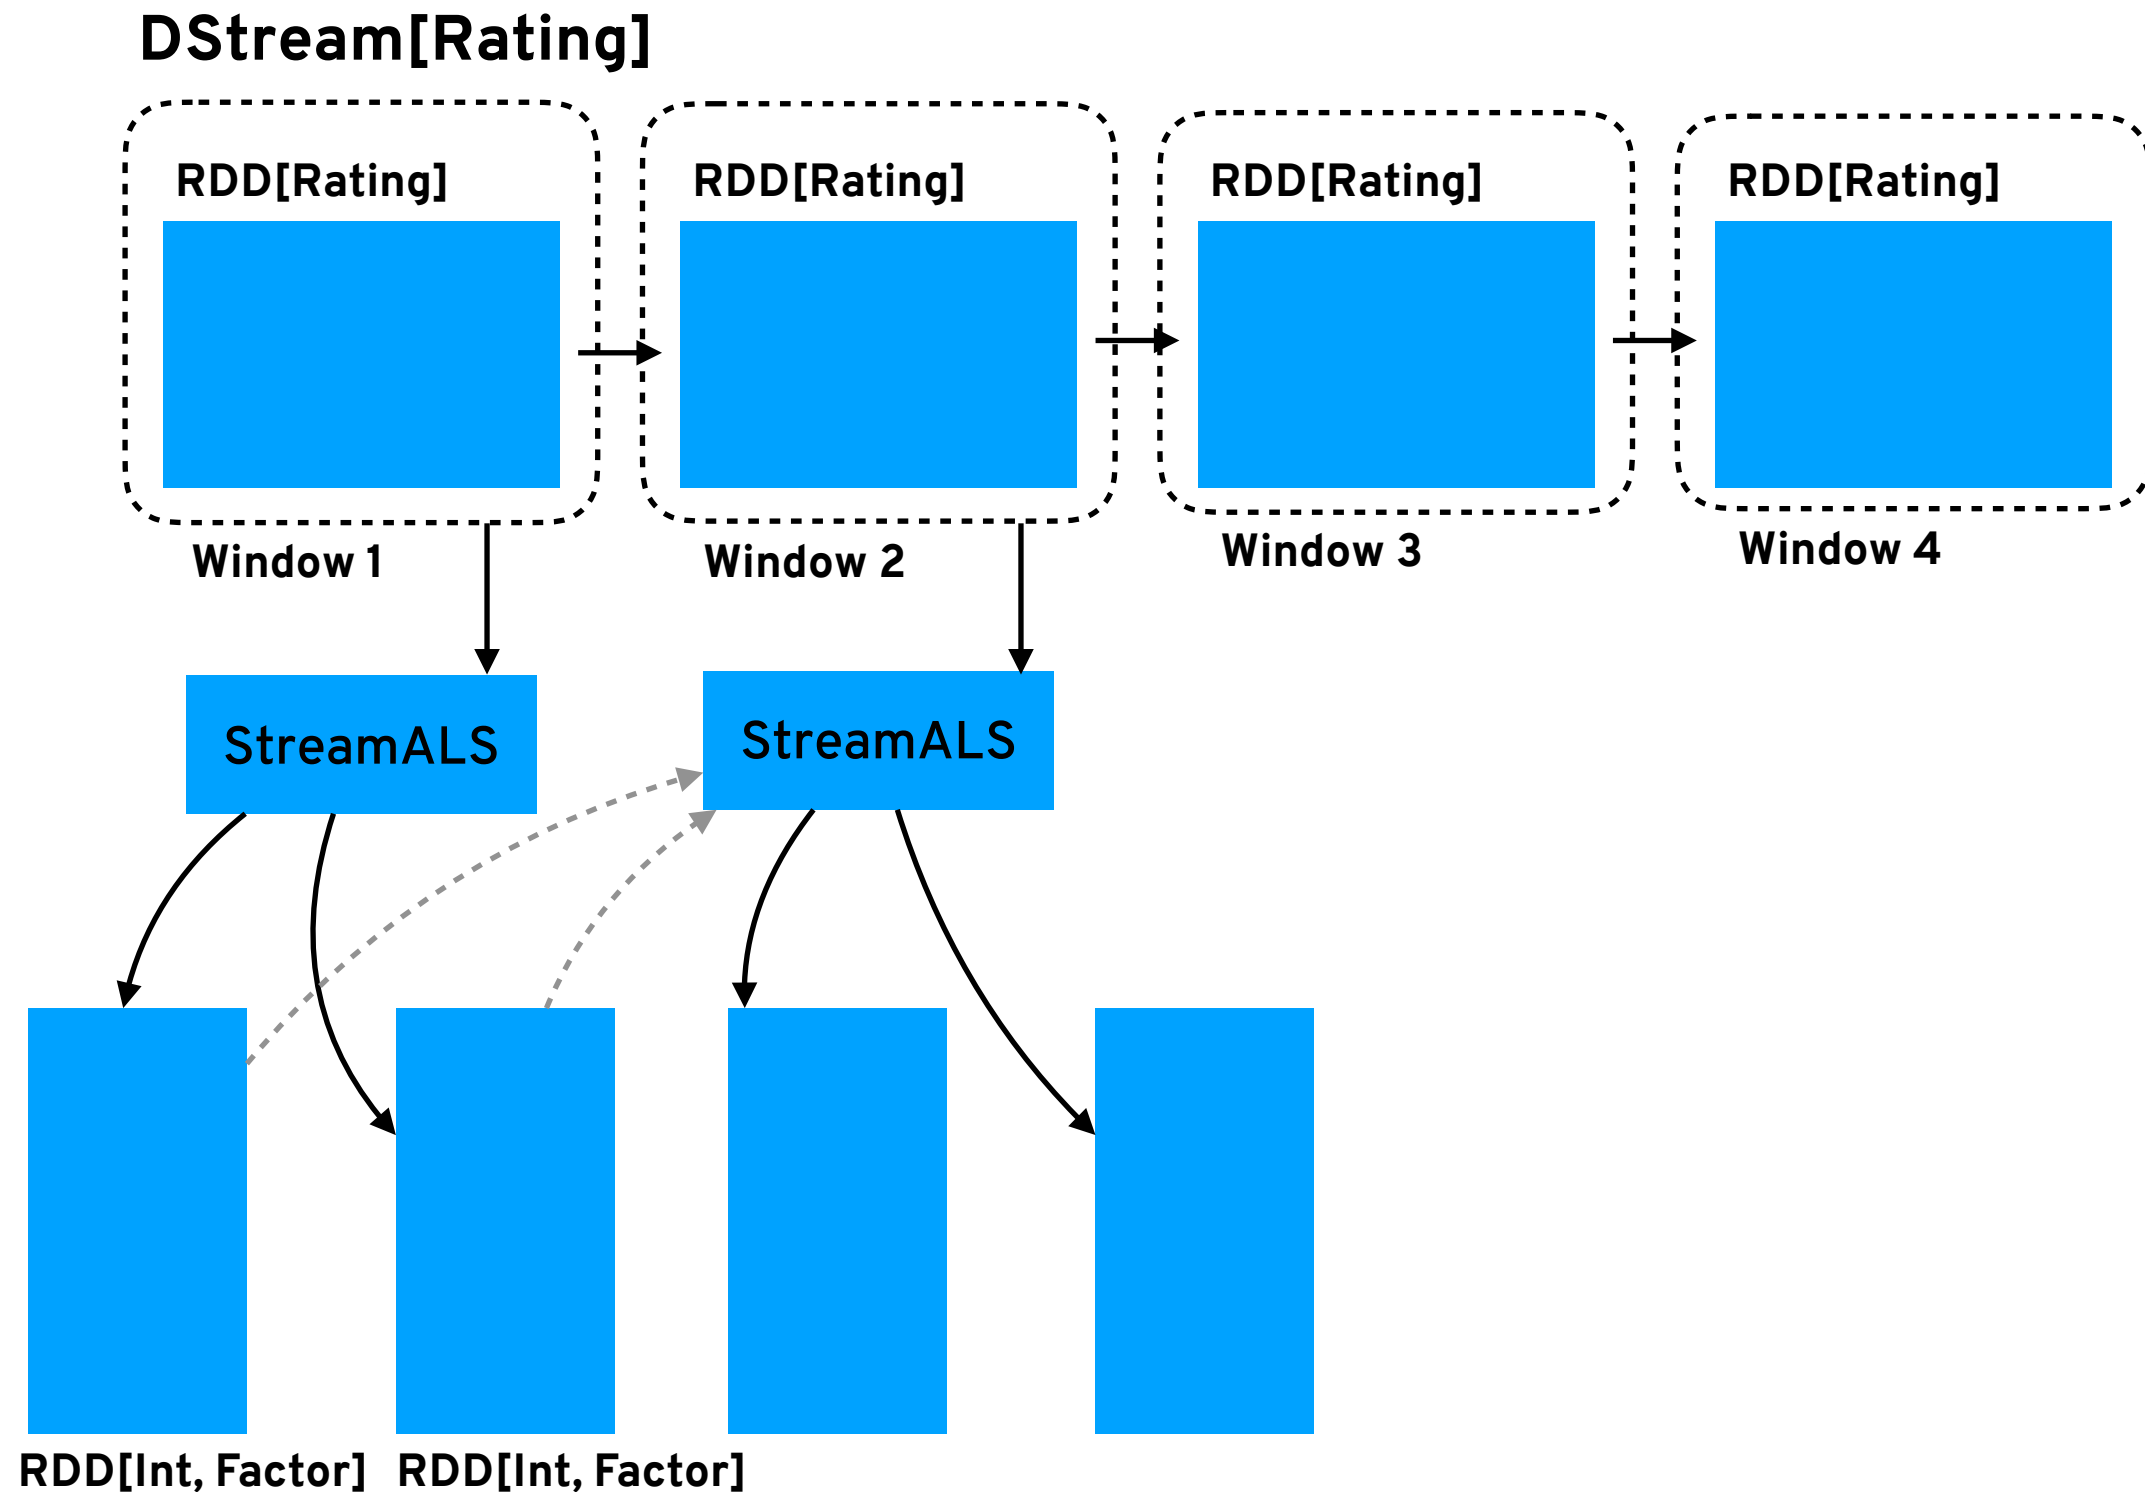 DStream[Rating]
RDD[Rating] RDD[Rating] RDD[Rating] RDD[Rating]
Window 1 Window 2 Window 3 Window 4
StreamALS StreamALS
RDD[Int, Factor] RDD[Int, Factor]